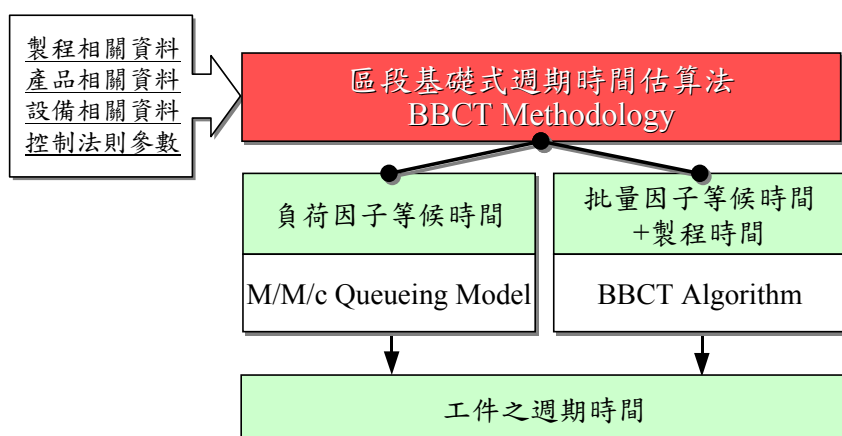 製程相關資料
產品相關資料
設備相關資料
控制法則參數
區段基礎式週期時間估算法
BBCT Methodology
負荷因子等候時間
M/M/c Queueing Model
批量因子等候時間
+製程時間
BBCT Algorithm
工件之週期時間